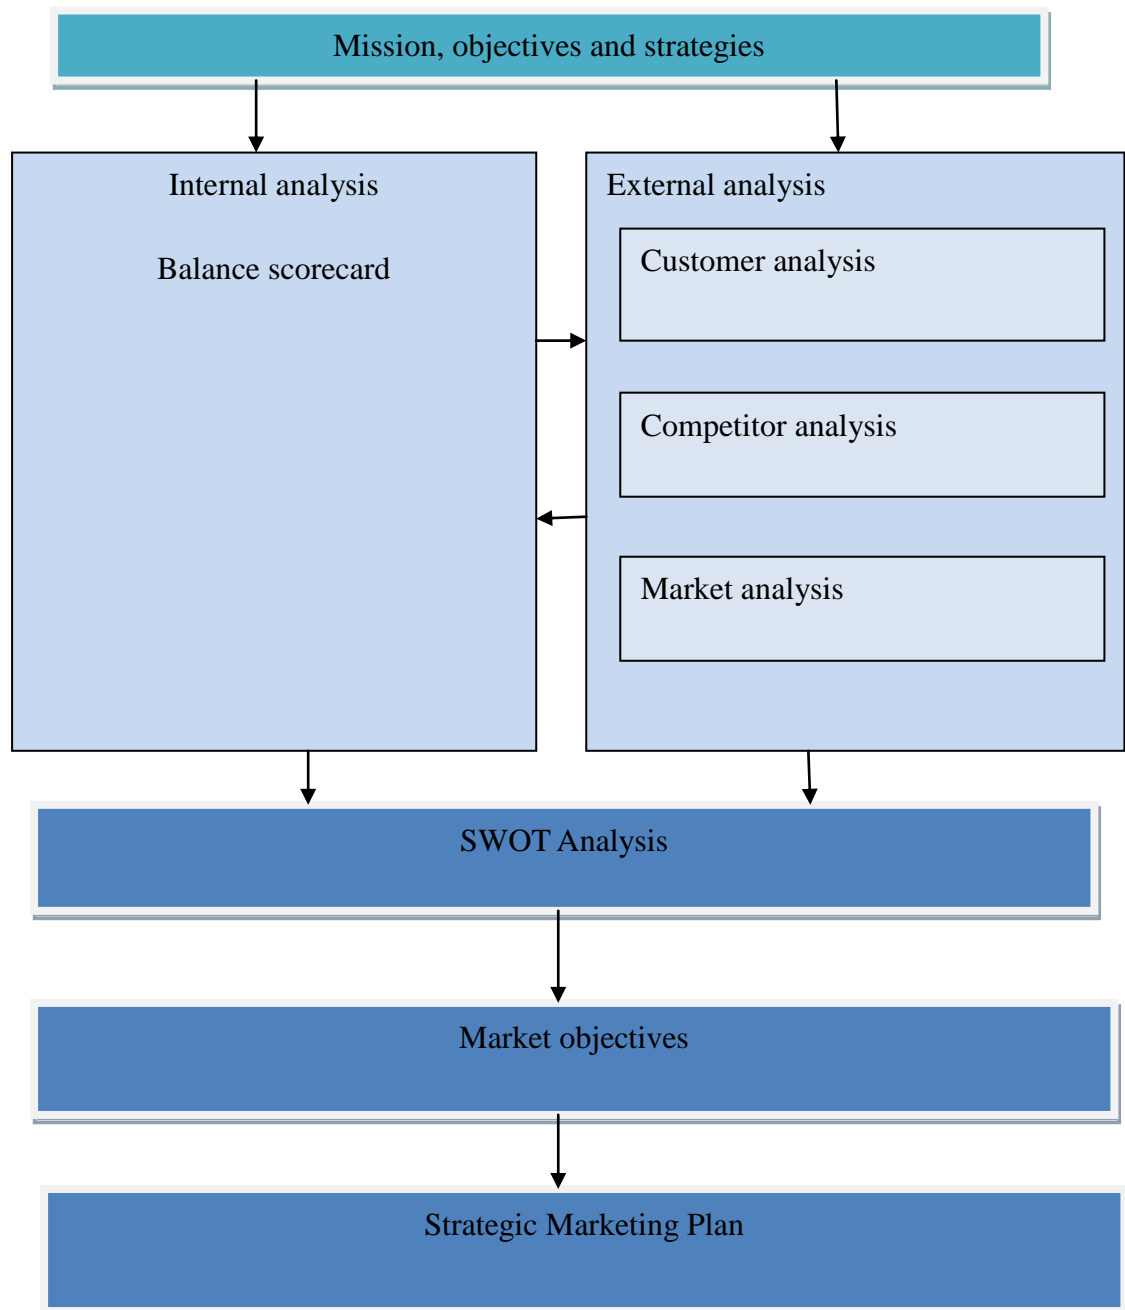 Mission, objectives and strategies
Internal analysis
Balance scorecard
External analysis
Customer analysis
Competitor analysis
Market analysis
SWOT Analysis
Market objectives
Strategic Marketing Plan